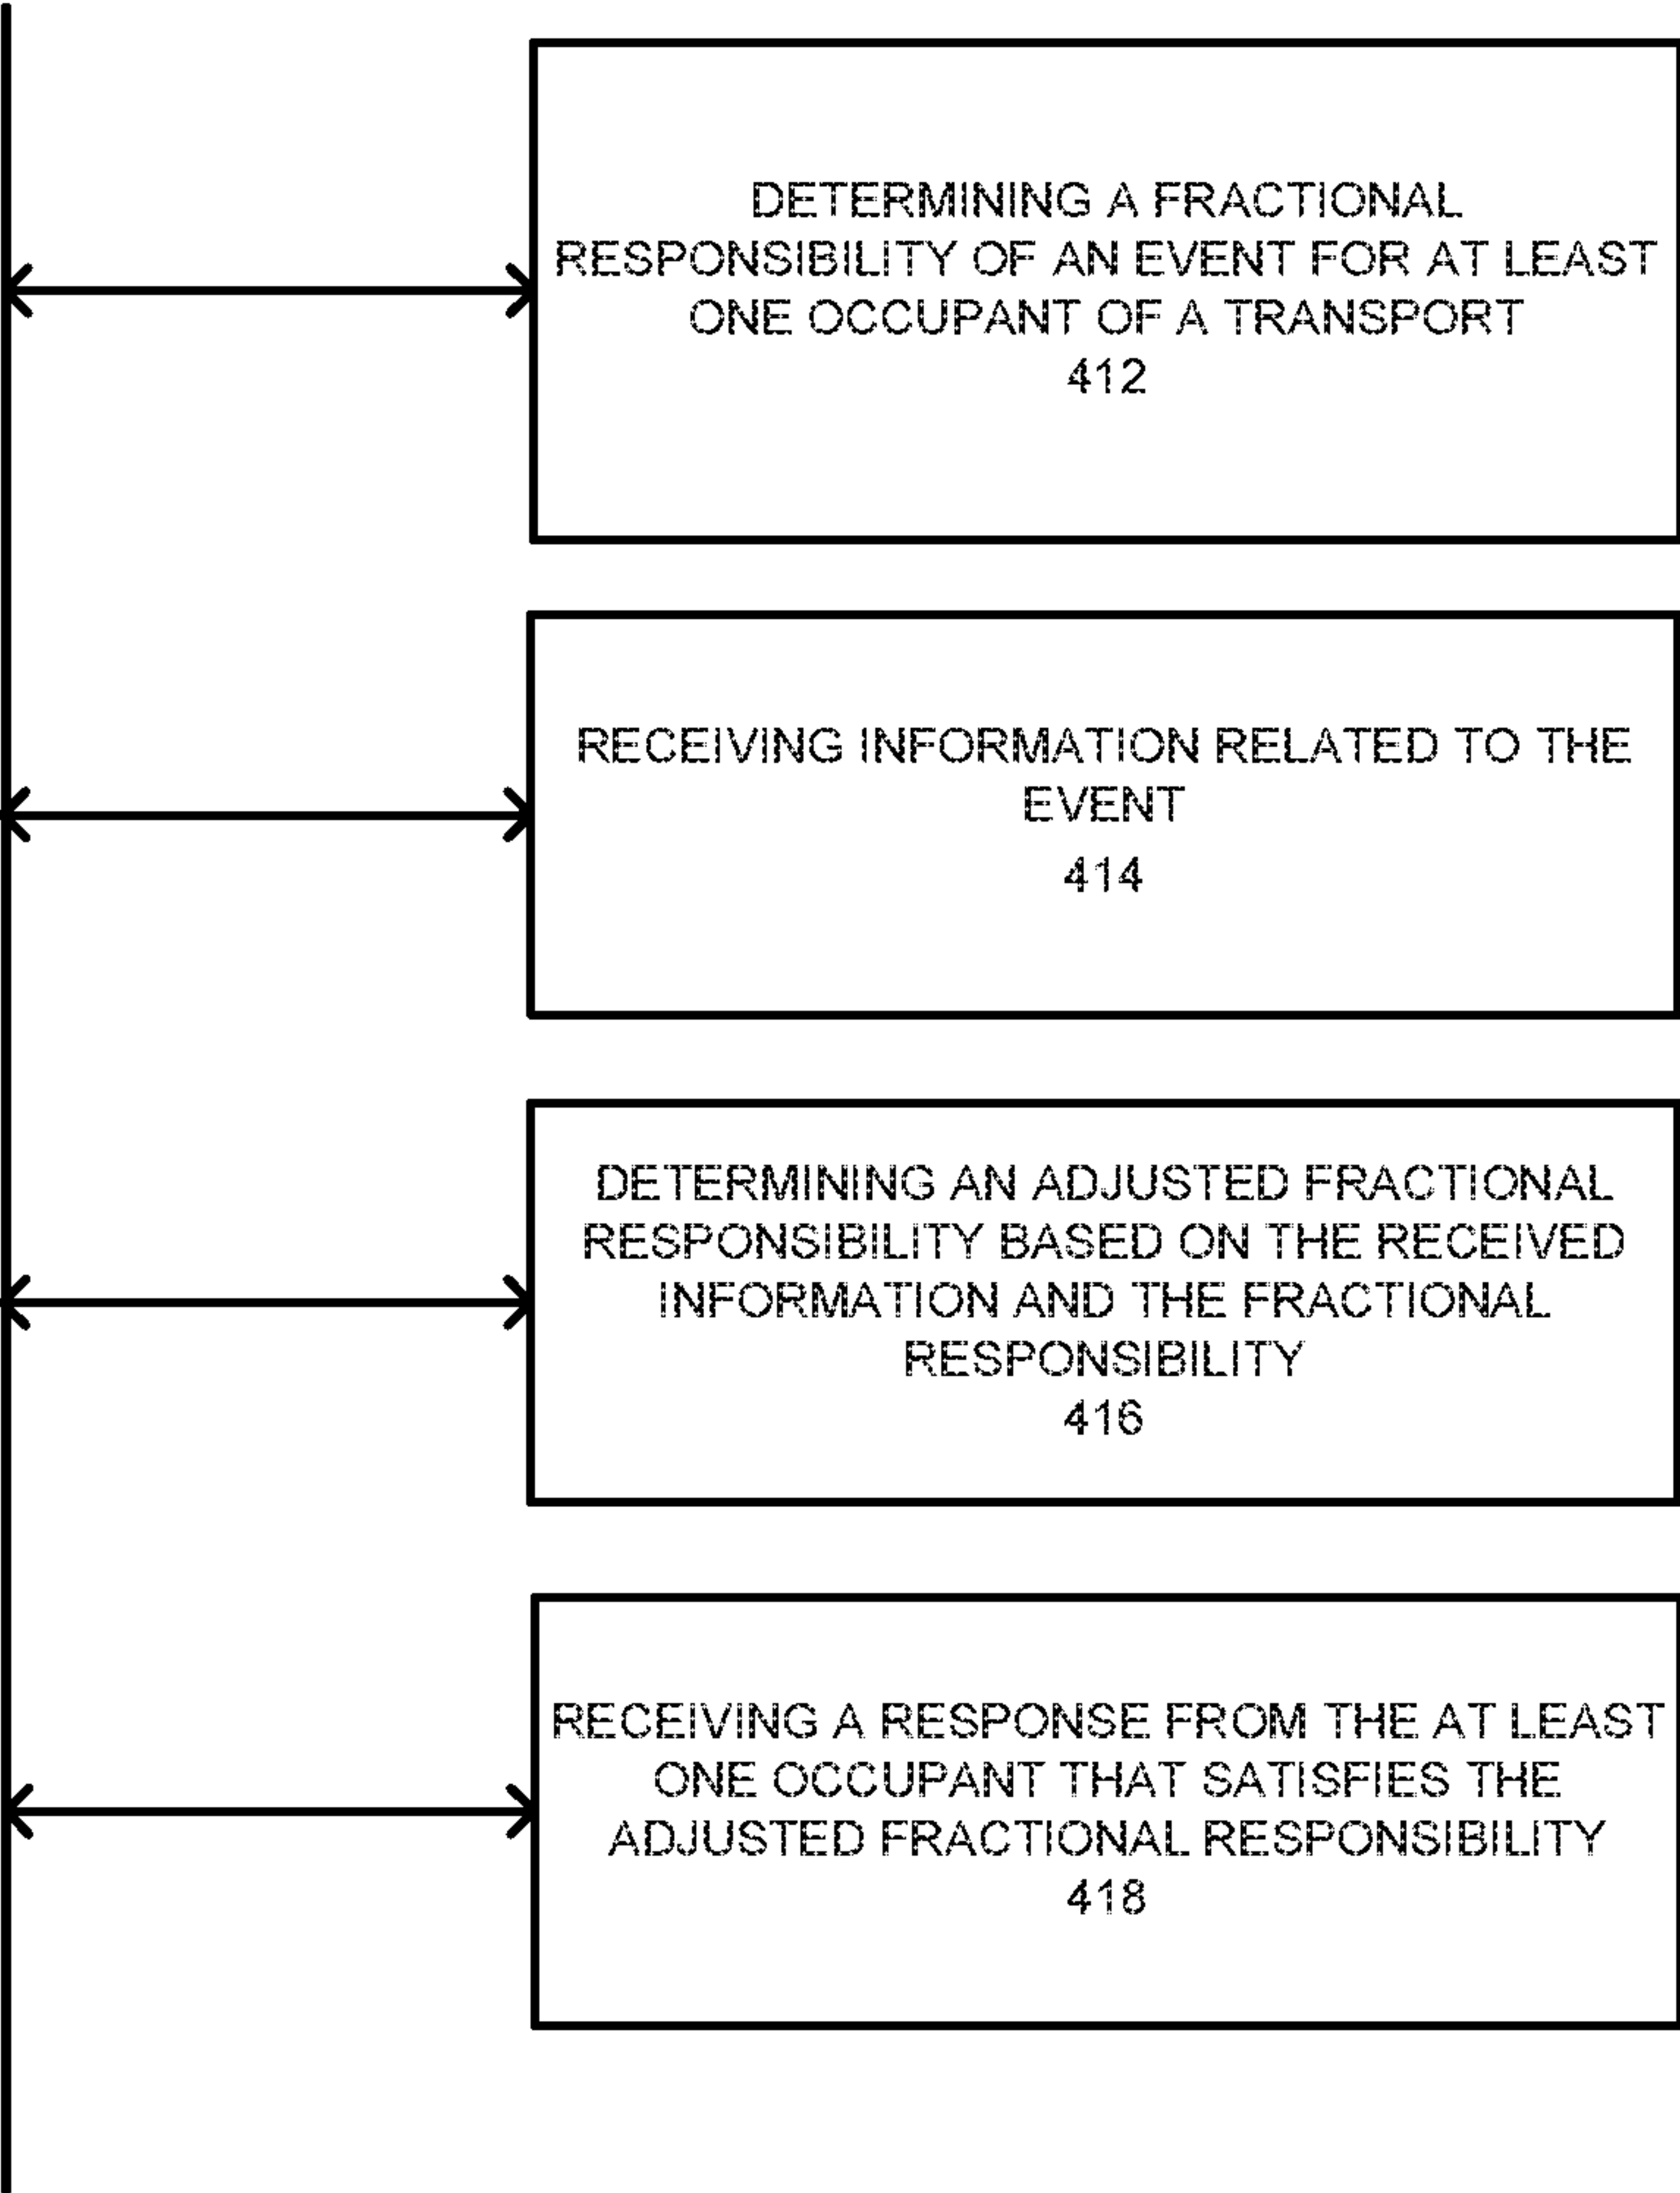 DETERMINING A FRACTIONAL
RESPONSIBILITY OF AN EVENT FOR AT LEAST
ONE OCCUPANT OF A TRANSPORT
412
RECEIVING INFORMATION RELATED TO THE
EVENT
414
DETERMINING AN ADJUSTED FRACTIONAL
RESPONSIBILITY BASED ON THE RECEIVED
INFORMATION AND THE FRACTIONAL
RESPONSIBILITY
416
RECEIVING A RESPONSE FROM THE AT LEAST
ONE OCCUPANT THAT SATISFIES THE
ADJUSTED FRACTIONAL RESPONSIBILITY
418